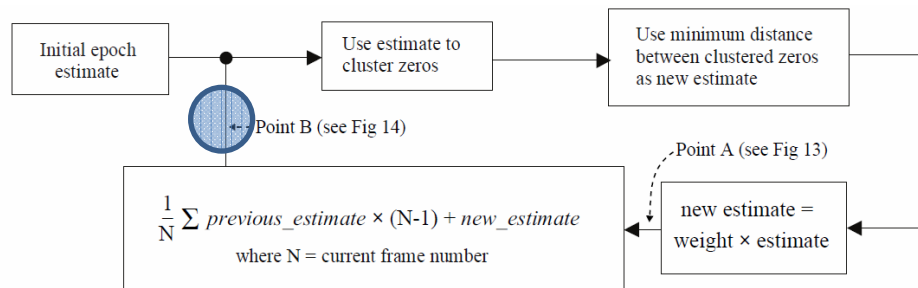 Initial epoch
estimate
Use estimate to
cluster zeros
Use minimum distance
between clustered zeros
as new estimate
Point B (see Fig 14)
Point A (see Fig 13)
1/N ∑ previous_estimate × (N-1) + new_estimate
where N = current frame number
new estimate =
weight × estimate